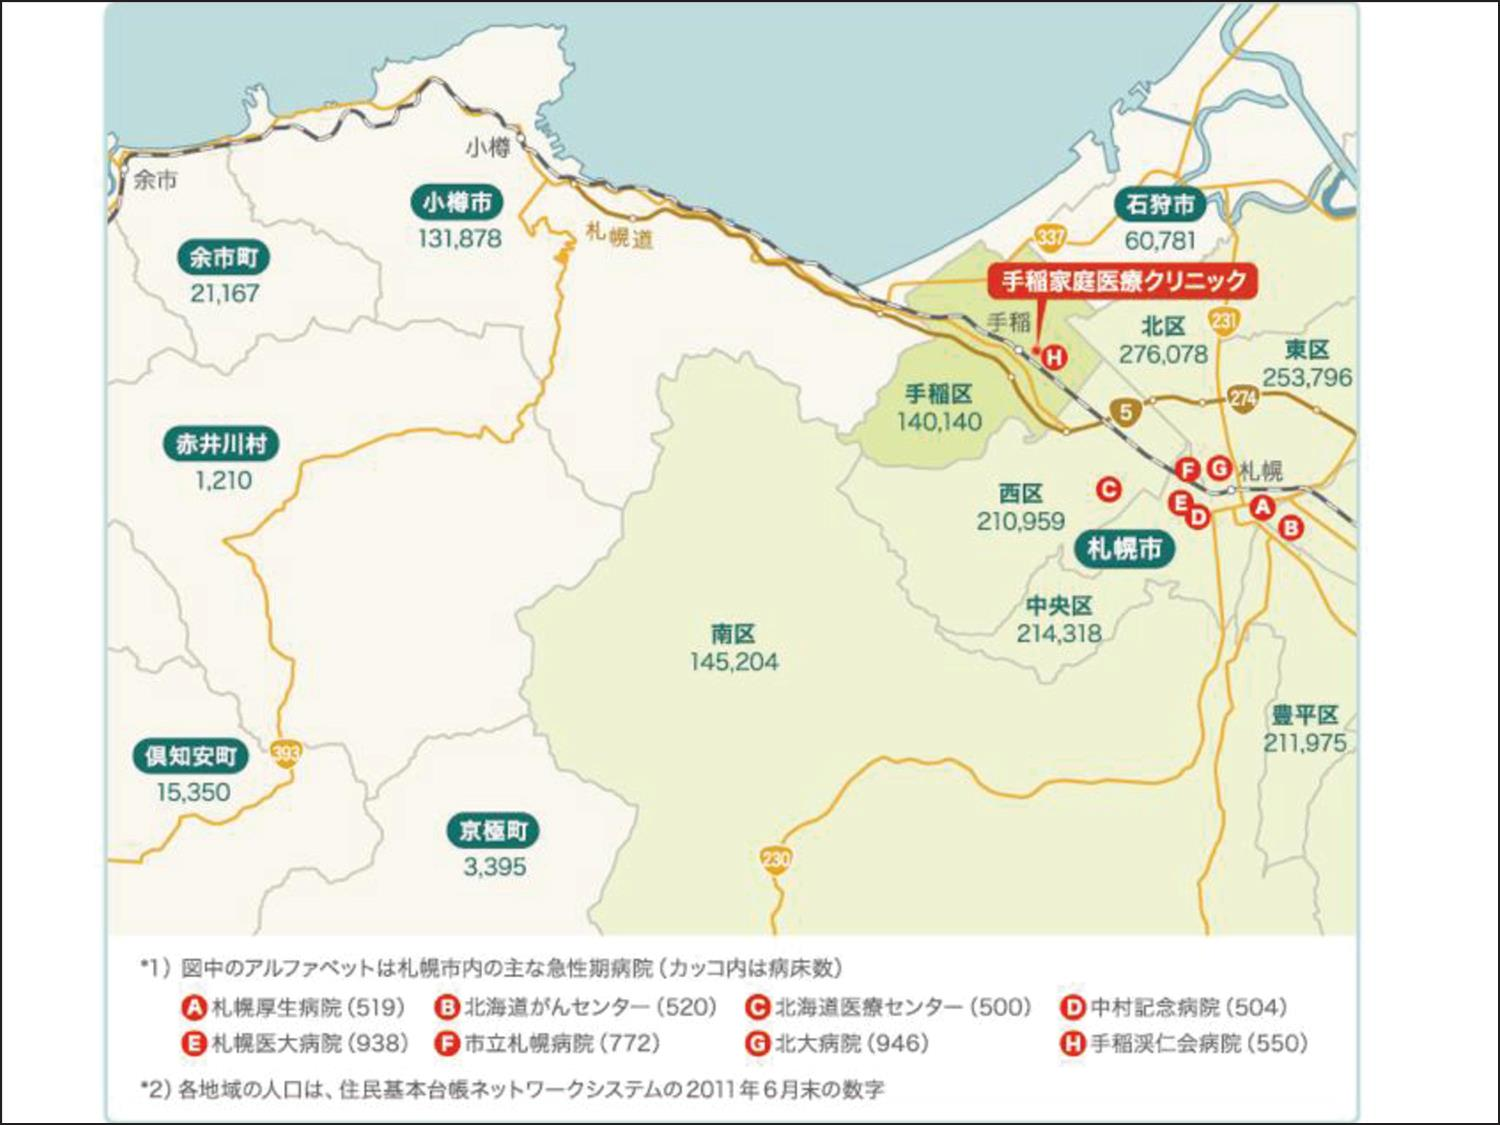 小樽
余市
小樽市
131,878
札幌道
石狩市
60,781
337
余市町
21,167
手稲家庭医療クリニック
手稲
H
北区
276,078
231
東区
253,796
手稲区
140,140
5
274
赤井川村
1,210
F
G
札幌
C
西区
210,959
E
D
A
B
札幌市
中央区
214,318
南区
145,204
豊平区
211,975
倶知安町
15,350
393
京極町
3,395
230
*1) 図中のアルファベットは札幌市内の主な急性期病院(カッコ内は病床数)
A 札幌厚生病院(519) B 北海道がんセンター(520) C 北海道医療センター(500) D 中村記念病院(504)
E 札幌医大病院(938) F 市立札幌病院(772) G 北大病院(946) H 手稲渓仁会病院(550)
*2) 各地域の人口は、住民基本台帳ネットワークシステムの2011年6月末の数字